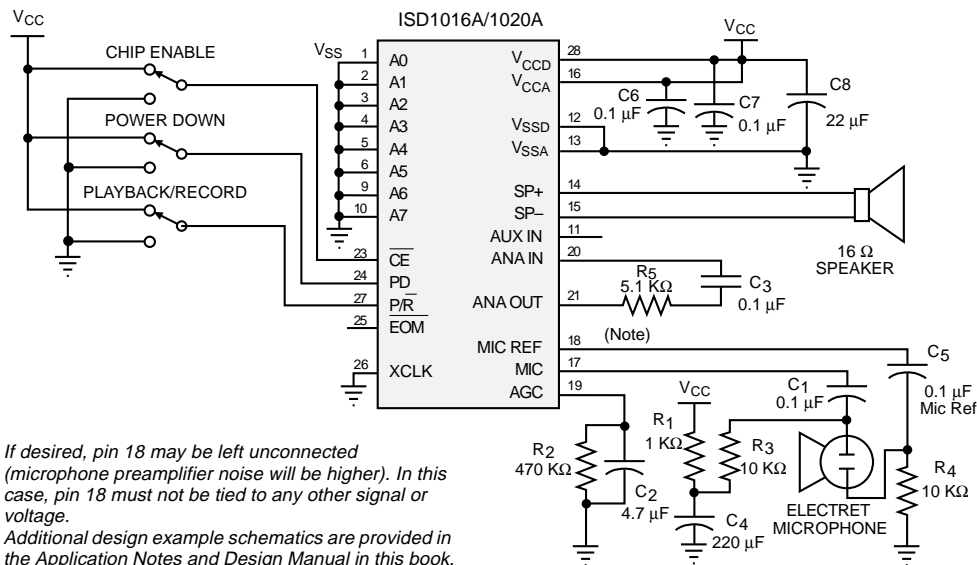 ISD1016A/1020A
VCC
CHIP ENABLE
POWER DOWN
PLAYBACK/RECORD
VSS
1 A0
2 A1
3 A2
4 A3
5 A4
6 A5
9 A6
10 A7
23 CE
24 PD
27 P/R
25 EOM
26 XCLK
VCC
28 VCCD
16 VCCA
12 VSSD
13 VSSA
14 SP+
15 SP–
11 AUX IN
20 ANA IN
21 ANA OUT
18 MIC REF
17 MIC
19 AGC
C6
0.1 µF
C7
0.1 µF
C8
22 µF
16 Ω
SPEAKER
R5
5.1 KΩ
C3
0.1 µF
(Note)
C5
0.1 µF
Mic Ref
C1
0.1 µF
VCC
R1
1 KΩ
R3
10 KΩ
R2
470 KΩ
C2
4.7 µF
C4
220 µF
ELECTRET
MICROPHONE
R4
10 KΩ
If desired, pin 18 may be left unconnected
(microphone preamplifier noise will be higher). In this
case, pin 18 must not be tied to any other signal or
voltage.
Additional design example schematics are provided in
the Application Notes and Design Manual in this book.